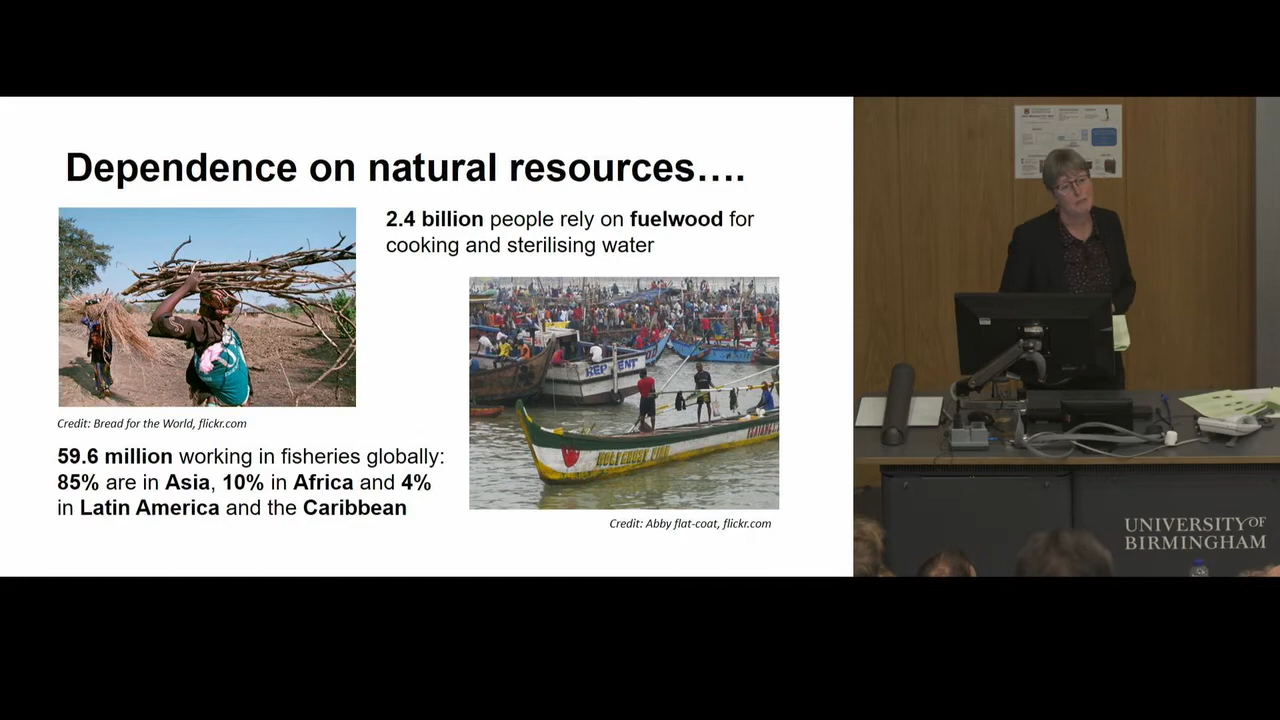 Dependence on natural resources....
2.4 billion people rely on fuelwood for
cooking and sterilising water
Credit: Bread for the World, flickr.com
59.6 million working in fisheries globally:
85% are in Asia, 10% in Africa and 4%
in Latin America and the Caribbean
Credit: Abby flat-coat, flickr.com
UNIVERSITY OF
BIRMINGHAM